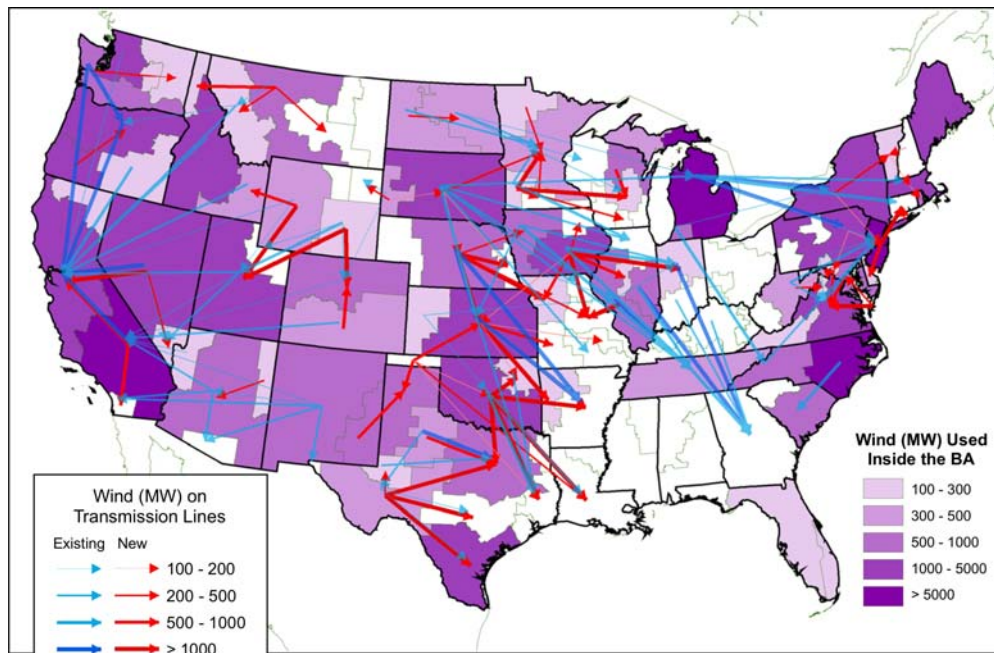 Wind (MW) on
Transmission Lines
Existing New
100 - 200
200 - 500
500 - 1000
> 1000
Wind (MW) Used
Inside the BA
100 - 300
300 - 500
500 - 1000
1000 - 5000
> 5000